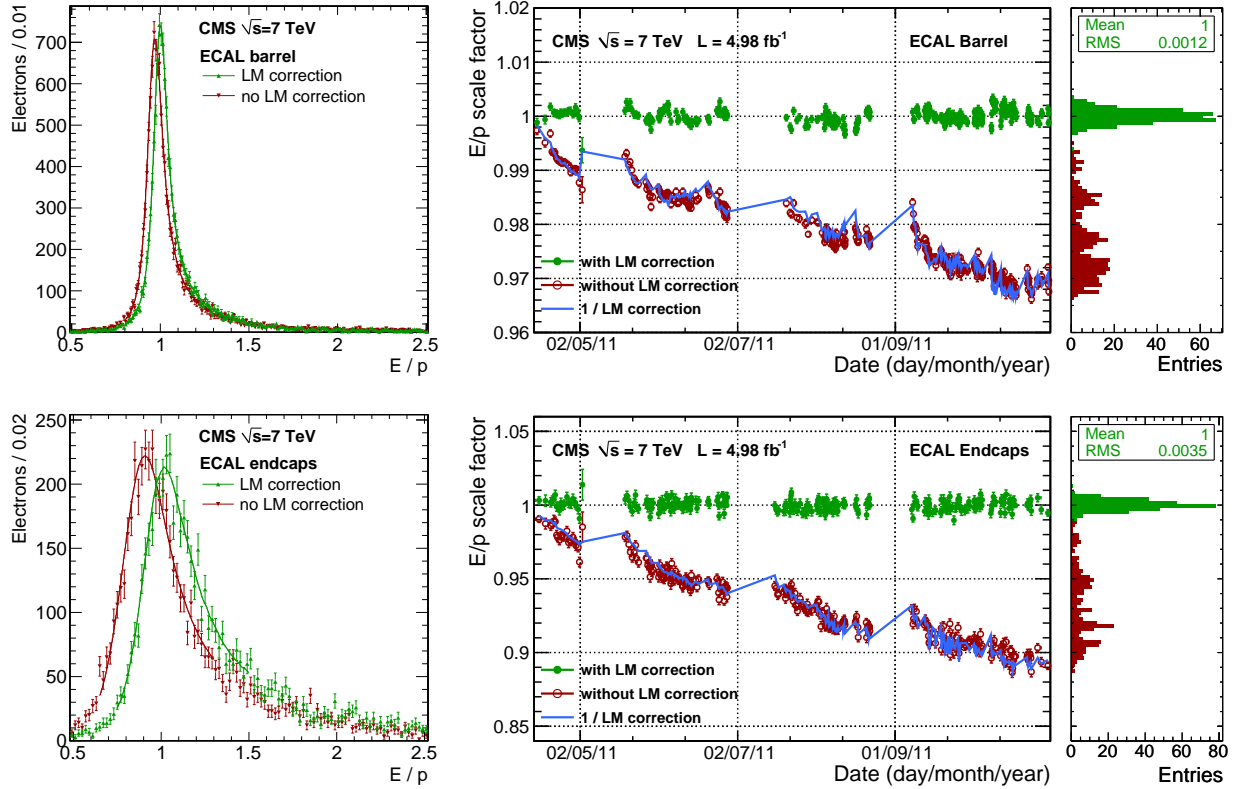 Electrons / 0.01
700
600
500
400
300
200
100
0
CMS √s=7 TeV
ECAL barrel
LM correction
no LM correction
0.5 1 1.5 2 2.5
E / p
E/p scale factor
1.02
1.01
1
0.99
0.98
0.97
0.96
CMS √s = 7 TeV L = 4.98 fb⁻¹ ECAL Barrel
with LM correction
without LM correction
1 / LM correction
02/05/11 02/07/11 01/09/11
Date (day/month/year)
Mean 1
RMS 0.0012
0 20 40 60
Entries
Electrons / 0.02
250
200
150
100
50
0
CMS √s=7 TeV
ECAL endcaps
LM correction
no LM correction
0.5 1 1.5 2 2.5
E / p
E/p scale factor
1.05
1
0.95
0.9
0.85
CMS √s = 7 TeV L = 4.98 fb⁻¹ ECAL Endcaps
with LM correction
without LM correction
1 / LM correction
02/05/11 02/07/11 01/09/11
Date (day/month/year)
Mean 1
RMS 0.0035
0 10 20 30 40 50 60 70 80
Entries